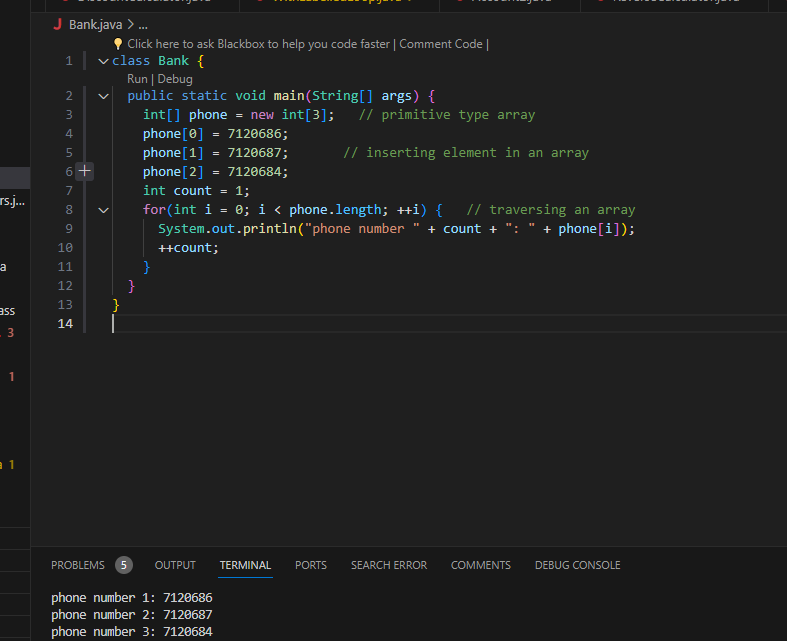 Bank.java > ...
Click here to ask Blackbox to help you code faster | Comment Code |
1 class Bank {
Run | Debug
2 public static void main(String[] args) {
3 int[] phone = new int[3]; // primitive type array
4 phone[0] = 7120686;
5 phone[1] = 7120687; // inserting element in an array
6 phone[2] = 7120684;
7 int count = 1;
8 for(int i = 0; i < phone.length; ++i) { // traversing an array
9 System.out.println("phone number " + count + ": " + phone[i]);
10 ++count;
11 }
12 }
13 }
14
rs.j...
a
ass
3
1
1
PROBLEMS 5 OUTPUT TERMINAL PORTS SEARCH ERROR COMMENTS DEBUG CONSOLE
phone number 1: 7120686
phone number 2: 7120687
phone number 3: 7120684